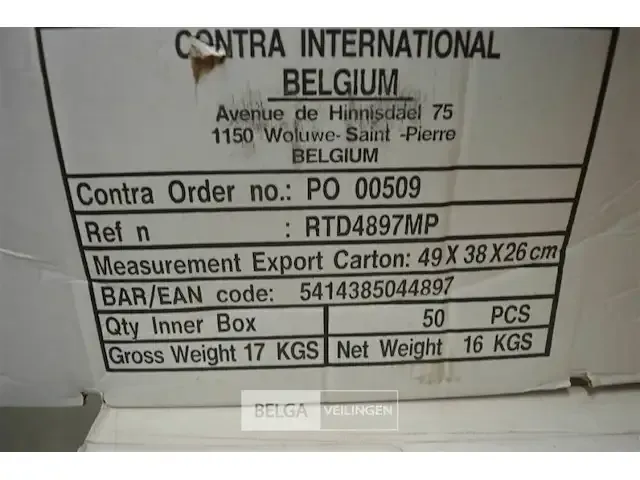 CONTRA INTERNATIONAL
BELGIUM
Avenue de Hinnisdael 75
1150 Woluwe-Saint -Pierre
BELGIUM
Contra Order no.: PO 00509
Ref n : RTD4897MP
Measurement Export Carton: 49 X 38 X 26 cm
BAR/EAN code: 5414385044897
Qty Inner Box 50 PCS
Gross Weight 17 KGS Net Weight 16 KGS
BELGA VEILINGEN